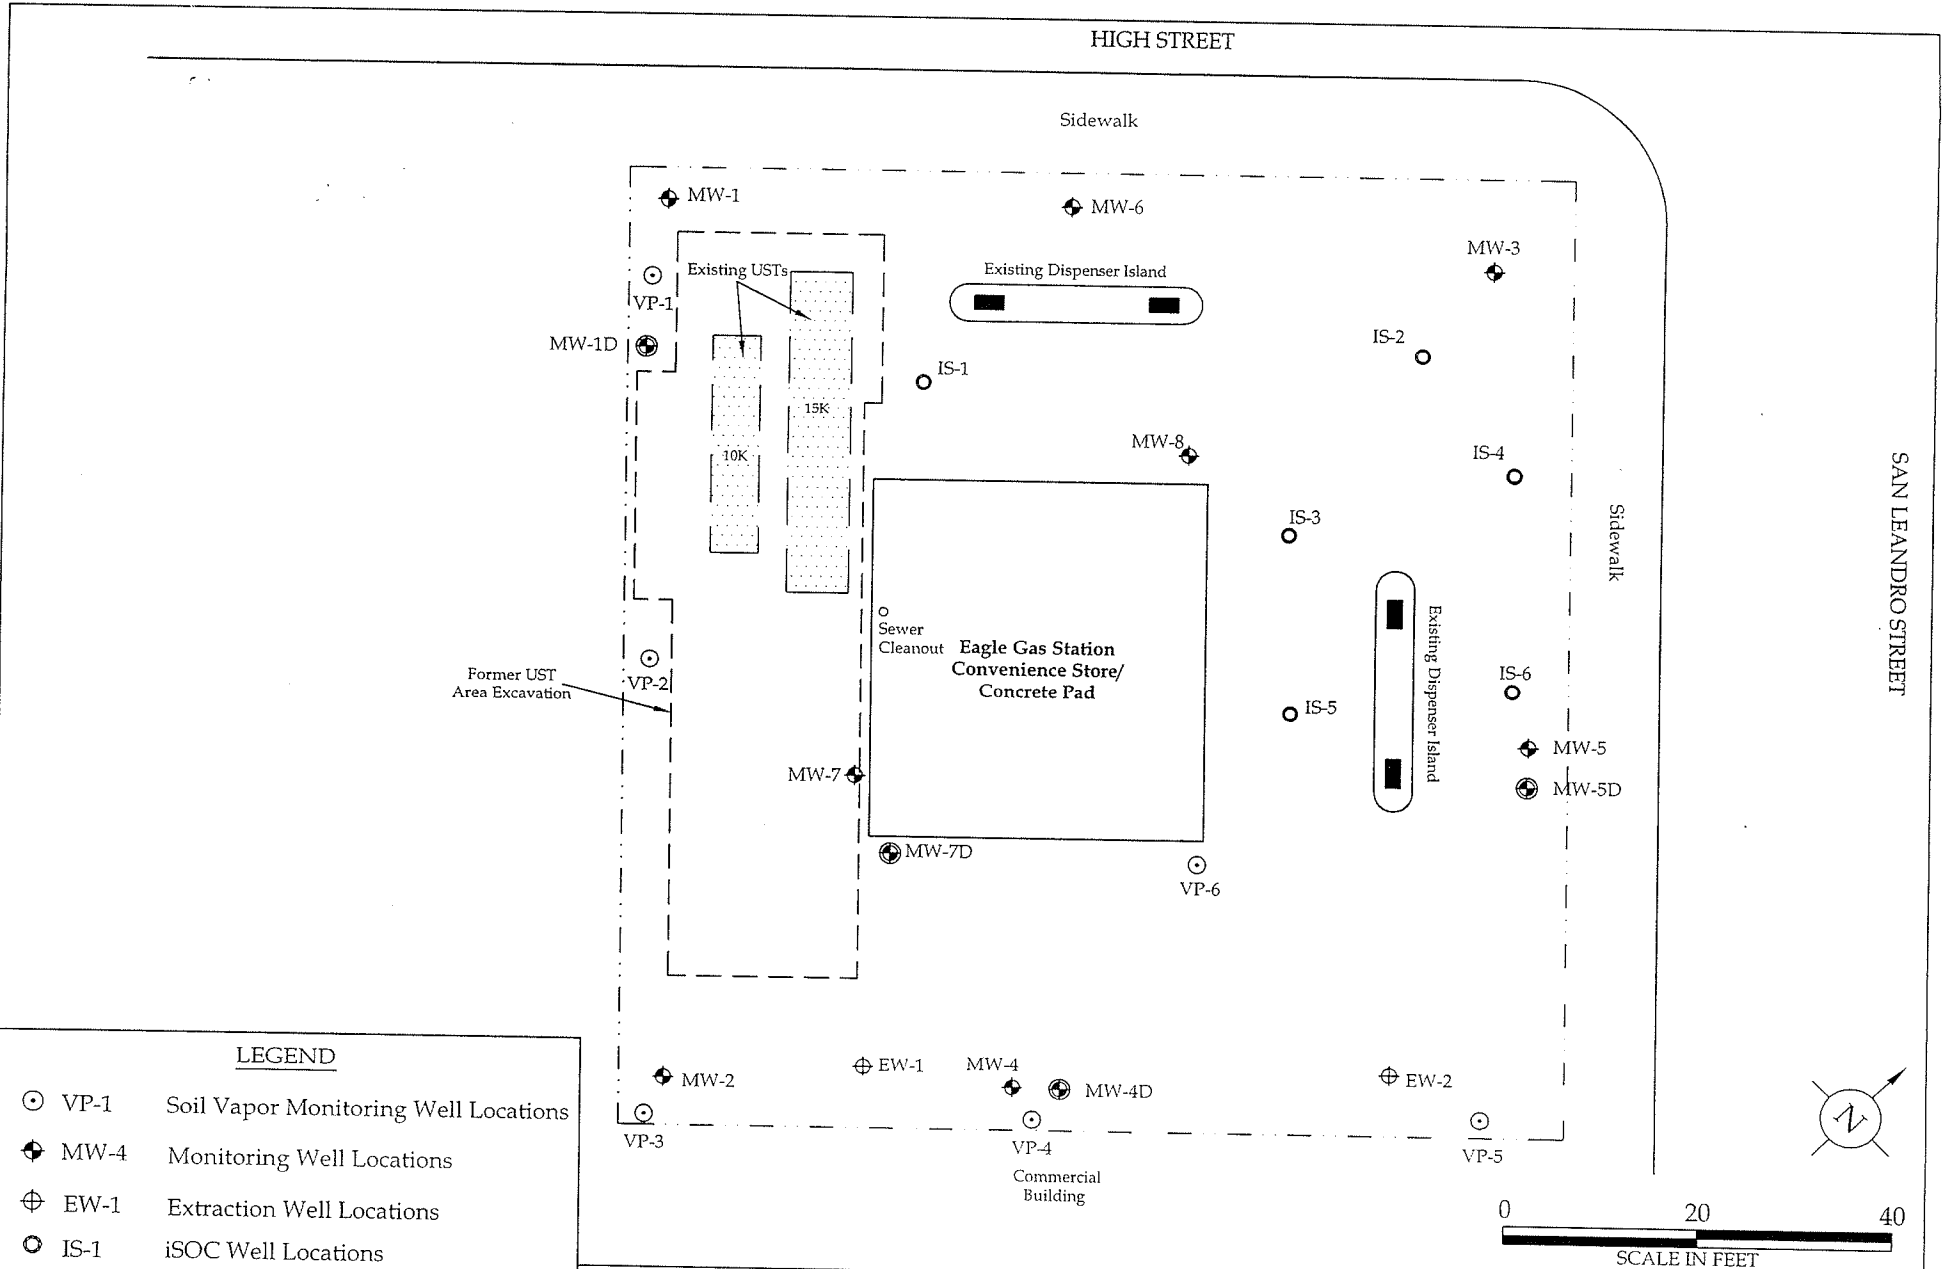 HIGH STREET
Sidewalk
MW-1
MW-6
MW-3
Existing USTs
Existing Dispenser Island
VP-1
MW-1D
IS-2
IS-1
15K
MW-8
10K
IS-4
SAN LEANDRO STREET
IS-3
Sidewalk
Sewer
Cleanout
Eagle Gas Station
Convenience Store/
Concrete Pad
Existing Dispenser Island
Former UST
Area Excavation
VP-2
IS-6
IS-5
MW-5
MW-7
MW-5D
MW-7D
VP-6
EW-1
MW-4
MW-2
MW-4D
EW-2
VP-3
VP-4
VP-5
Commercial
Building
N
LEGEND
VP-1 Soil Vapor Monitoring Well Locations
MW-4 Monitoring Well Locations
EW-1 Extraction Well Locations
IS-1 iSOC Well Locations
0 20 40
SCALE IN FEET